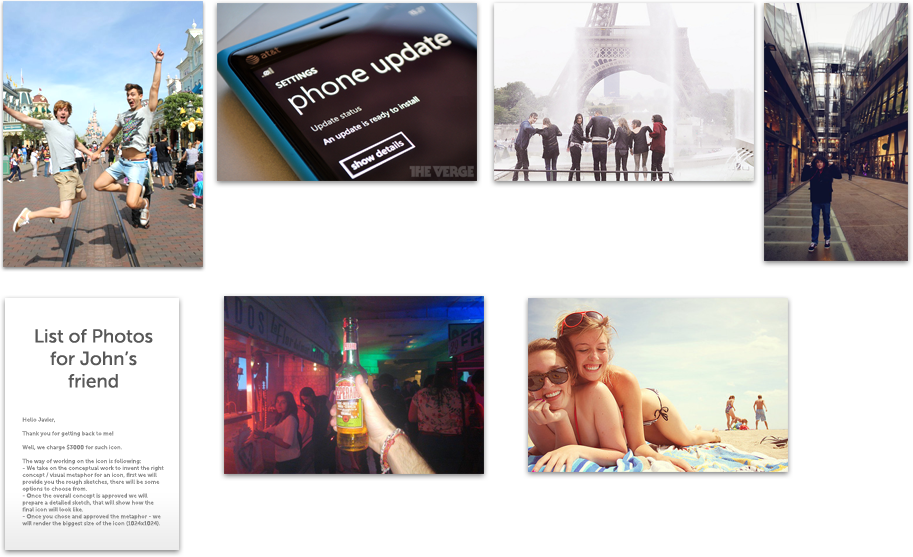 at&t
SETTINGS
phone update
Update status
An update is ready to install
show details
THE VERGE
List of Photos
for John's
friend
Hello Javier,
Thank you for getting back to me!
Well, we charge $3000 for such icon.
The way of working on the icon is following:
- We take on the conceptual work to invent the right
concept / visual metaphor for an icon, first we will
provide you the rough sketches, there will be some
options to choose from.
- Once the overall concept is approved we will
prepare a detailed sketch, that will show how the
final icon will look like.
- Once you chose and approved the metaphor - we
will render the biggest size of the icon (1024x1024).